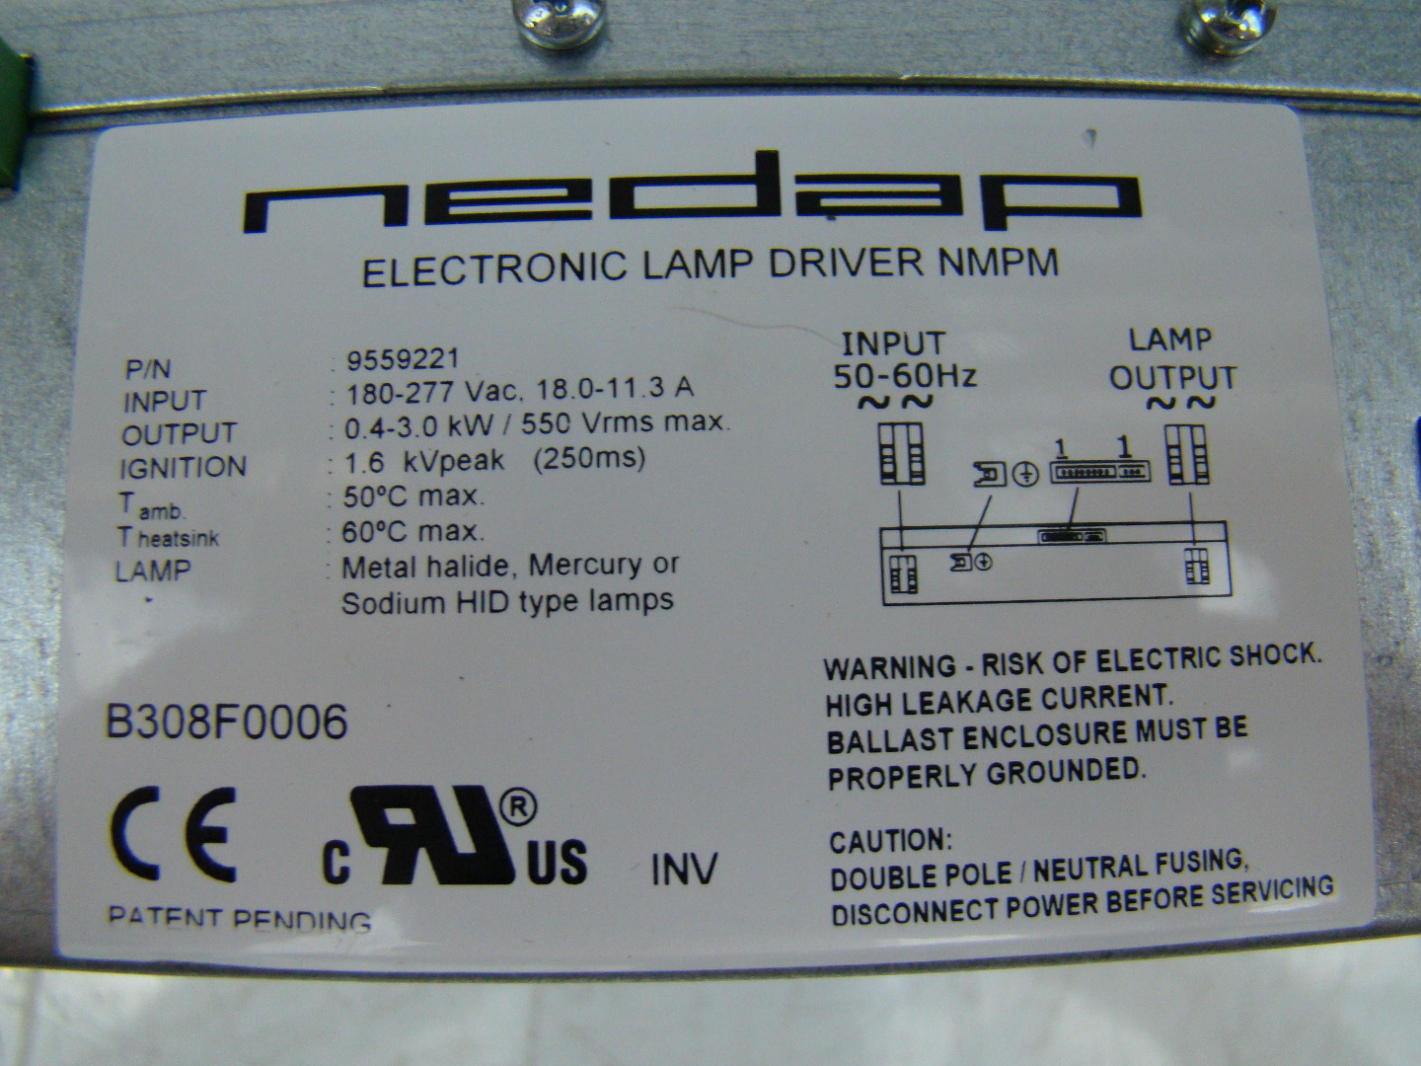 nedap
ELECTRONIC LAMP DRIVER NMPM
P/N : 9559221
INPUT : 180-277 Vac, 18.0-11.3 A
OUTPUT : 0.4-3.0 kW / 550 Vrms max.
IGNITION : 1.6 kVpeak (250ms)
T amb. : 50ºC max.
T heatsink : 60ºC max.
LAMP : Metal halide, Mercury or
Sodium HID type lamps
INPUT
50-60Hz
~ ~
LAMP
OUTPUT
~ ~
1 1
B308F0006
CE
c RU ® US INV
PATENT PENDING
WARNING - RISK OF ELECTRIC SHOCK.
HIGH LEAKAGE CURRENT.
BALLAST ENCLOSURE MUST BE
PROPERLY GROUNDED.
CAUTION:
DOUBLE POLE / NEUTRAL FUSING,
DISCONNECT POWER BEFORE SERVICING